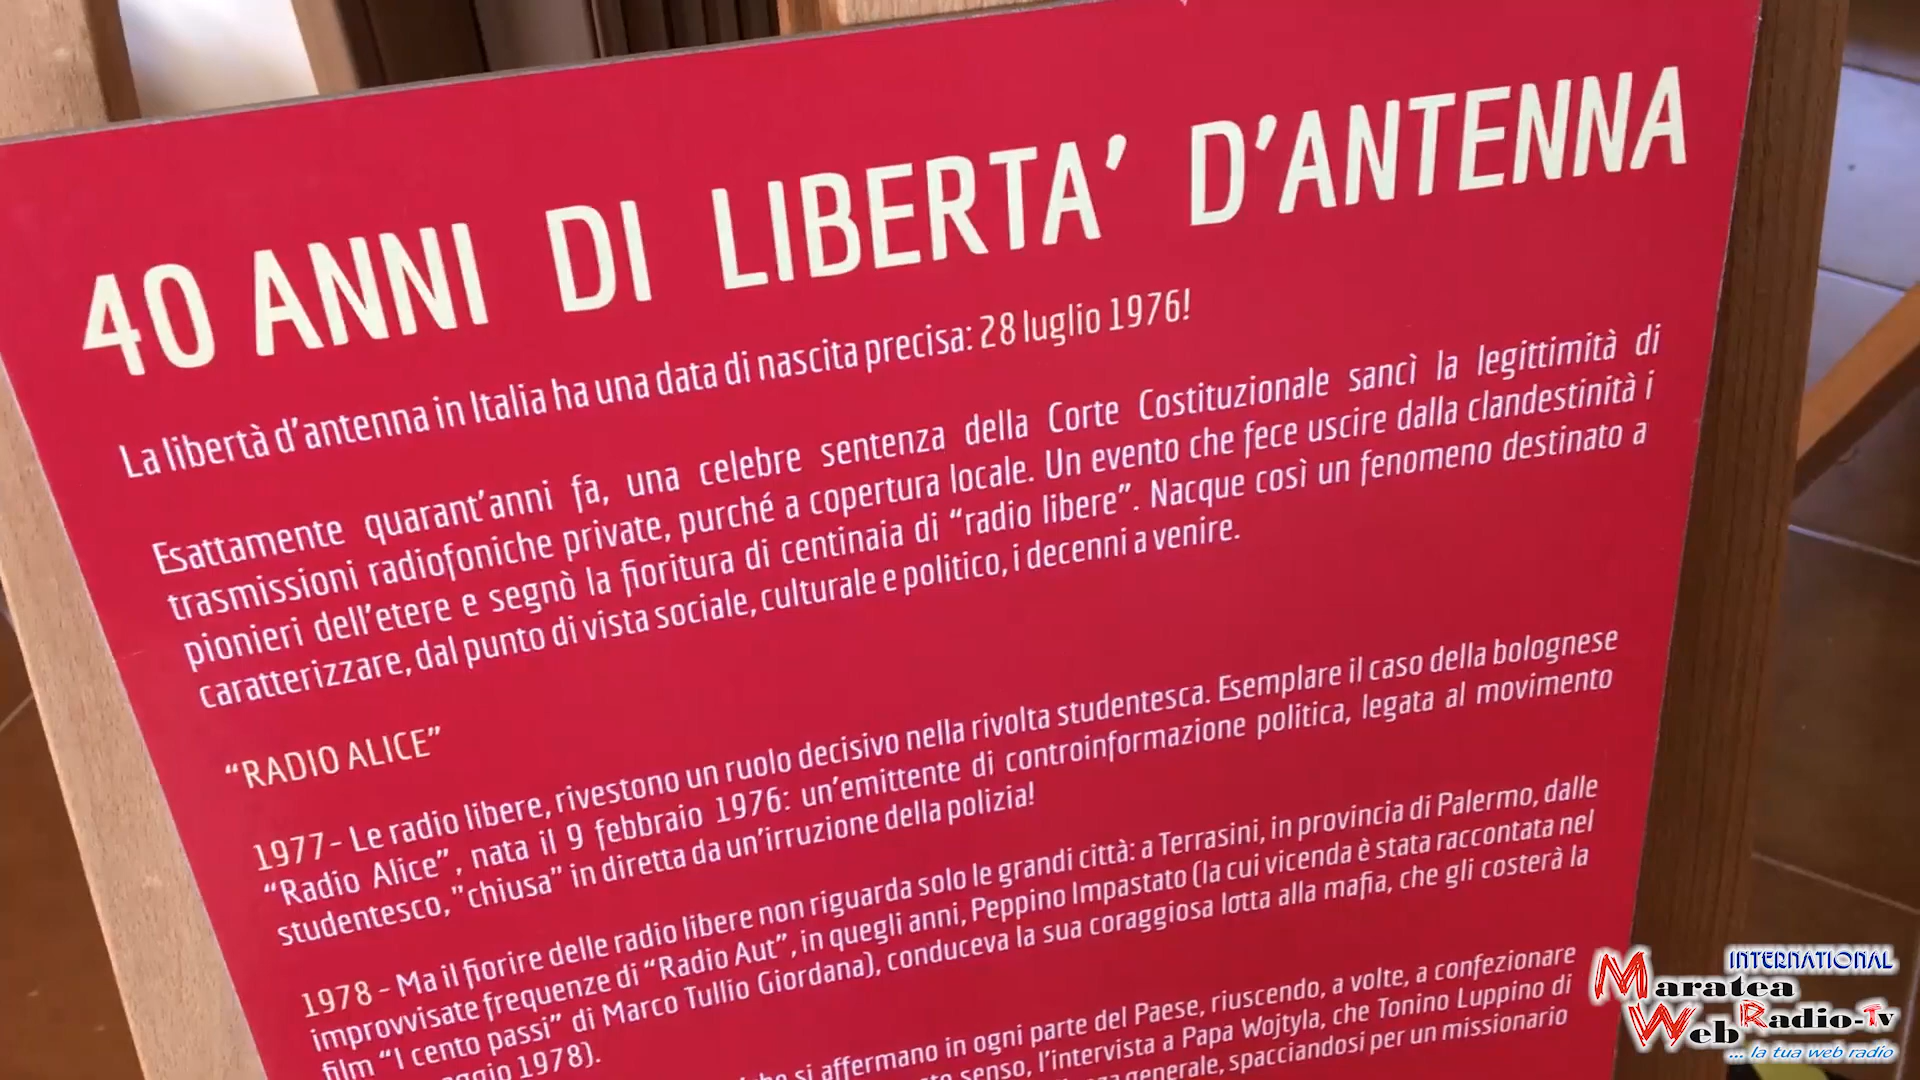 40 ANNI DI LIBERTA’ D’ANTENNA
La libertà d’antenna in Italia ha una data di nascita precisa: 28 luglio 1976!
Esattamente quarant’anni fa, una celebre sentenza della Corte Costituzionale sancì la legittimità di
trasmissioni radiofoniche private, purché a copertura locale. Un evento che fece uscire dalla clandestinità i
pionieri dell’etere e segnò la fioritura di centinaia di “radio libere”. Nacque così un fenomeno destinato a
caratterizzare, dal punto di vista sociale, culturale e politico, i decenni a venire.
“RADIO ALICE”
1977 - Le radio libere, rivestono un ruolo decisivo nella rivolta studentesca. Esemplare il caso della bolognese
“Radio Alice” , nata il 9 febbraio 1976: un’emittente di controinformazione politica, legata al movimento
studentesco, "chiusa" in diretta da un’irruzione della polizia!
1978 - Ma il fiorire delle radio libere non riguarda solo le grandi città: a Terrasini, in provincia di Palermo, dalle
improvvisate frequenze di “Radio Aut”, in quegli anni, Peppino Impastato (la cui vicenda è stata raccontata nel
film “I cento passi” di Marco Tullio Giordana), conduceva la sua coraggiosa lotta alla mafia, che gli costerà la
1978).
si affermano in ogni parte del Paese, riuscendo, a volte, a confezionare
senso, l’intervista a Papa Wojtyla, che Tonino Luppino di
generale, spacciandosi per un missionario
INTERNATIONAL
Maratea
Web Radio-Tv
... la tua web radio